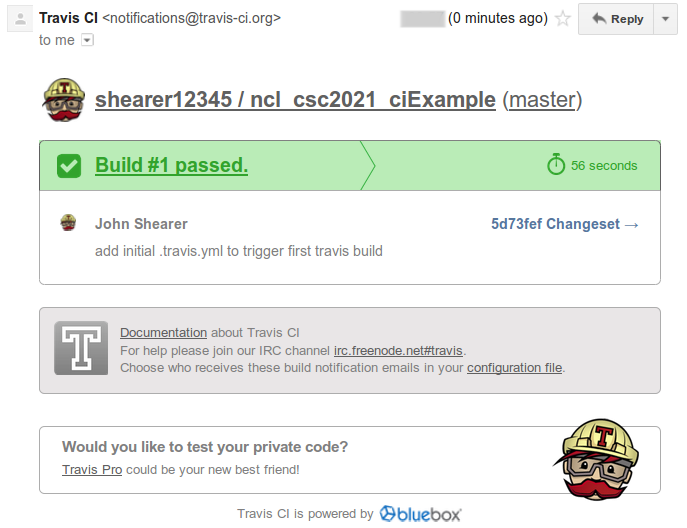 Travis CI <notifications@travis-ci.org>
(0 minutes ago)
Reply
to me
shearer12345 / ncl_csc2021_ciExample (master)
Build #1 passed.
56 seconds
John Shearer
5d73fef Changeset →
add initial .travis.yml to trigger first travis build
T
Documentation about Travis CI
For help please join our IRC channel irc.freenode.net#travis.
Choose who receives these build notification emails in your configuration file.
Would you like to test your private code?
Travis Pro could be your new best friend!
T
Travis CI is powered by bluebox